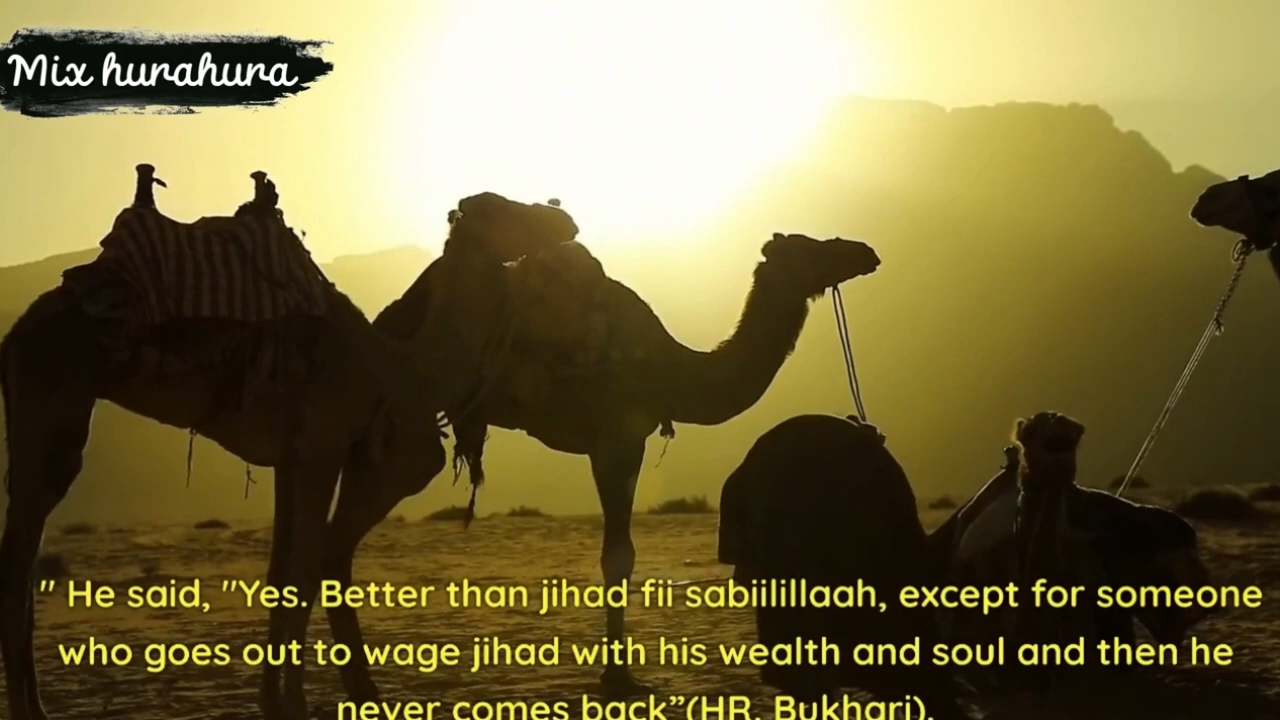 Mix hurahura
" He said, "Yes. Better than jihad fii sabiilillaah, except for someone
who goes out to wage jihad with his wealth and soul and then he
never comes back”(HR. Bukhari).